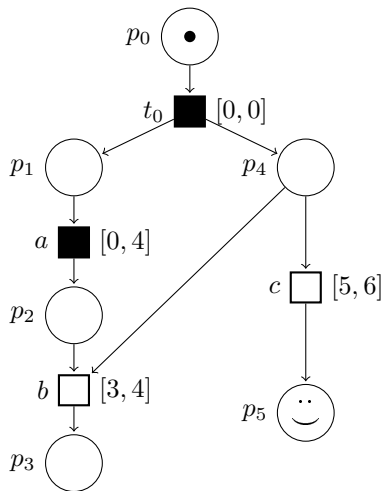 p₀
t₀ [0, 0]
p₁ p₄
a [0, 4]
c [5, 6]
p₂
b [3, 4]
p₅
p₃